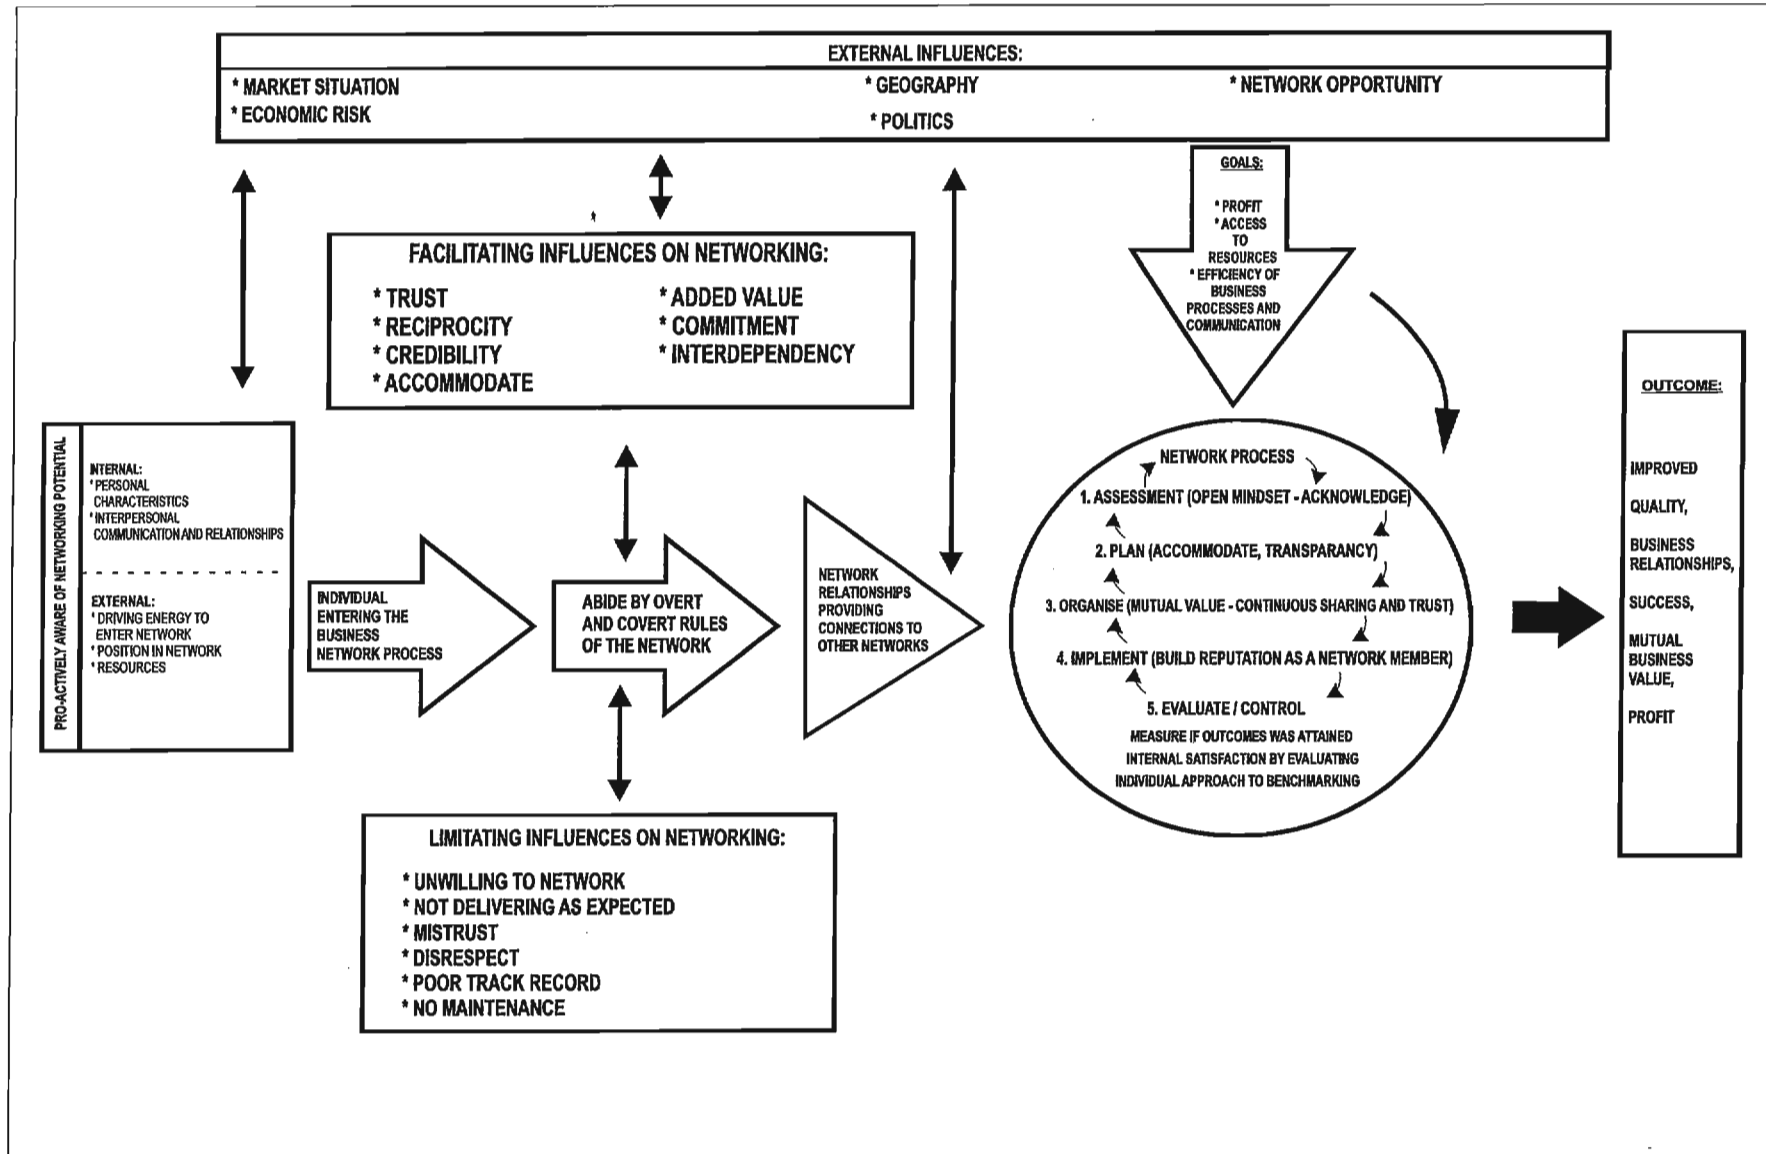 EXTERNAL INFLUENCES:
* MARKET SITUATION
* ECONOMIC RISK
* GEOGRAPHY
* POLITICS
* NETWORK OPPORTUNITY
GOALS:
* PROFIT
* ACCESS
TO
RESOURCES
* EFFICIENCY OF
BUSINESS
PROCESSES AND
COMMUNICATION
FACILITATING INFLUENCES ON NETWORKING:
* TRUST
* RECIPROCITY
* CREDIBILITY
* ACCOMMODATE
* ADDED VALUE
* COMMITMENT
* INTERDEPENDENCY
PRO-ACTIVELY AWARE OF NETWORKING POTENTIAL
INTERNAL:
* PERSONAL
CHARACTERISTICS
* INTERPERSONAL
COMMUNICATION AND RELATIONSHIPS
EXTERNAL:
* DRIVING ENERGY TO
ENTER NETWORK
* POSITION IN NETWORK
* RESOURCES
INDIVIDUAL
ENTERING THE
BUSINESS
NETWORK PROCESS
ABIDE BY OVERT
AND COVERT RULES
OF THE NETWORK
NETWORK
RELATIONSHIPS
PROVIDING
CONNECTIONS TO
OTHER NETWORKS
NETWORK PROCESS
1. ASSESSMENT (OPEN MINDSET - ACKNOWLEDGE)
2. PLAN (ACCOMMODATE, TRANSPARANCY)
3. ORGANISE (MUTUAL VALUE - CONTINUOUS SHARING AND TRUST)
4. IMPLEMENT (BUILD REPUTATION AS A NETWORK MEMBER)
5. EVALUATE / CONTROL
MEASURE IF OUTCOMES WAS ATTAINED
INTERNAL SATISFACTION BY EVALUATING
INDIVIDUAL APPROACH TO BENCHMARKING
OUTCOME:
IMPROVED
QUALITY,
BUSINESS
RELATIONSHIPS,
SUCCESS,
MUTUAL
BUSINESS
VALUE,
PROFIT
LIMITATING INFLUENCES ON NETWORKING:
* UNWILLING TO NETWORK
* NOT DELIVERING AS EXPECTED
* MISTRUST
* DISRESPECT
* POOR TRACK RECORD
* NO MAINTENANCE